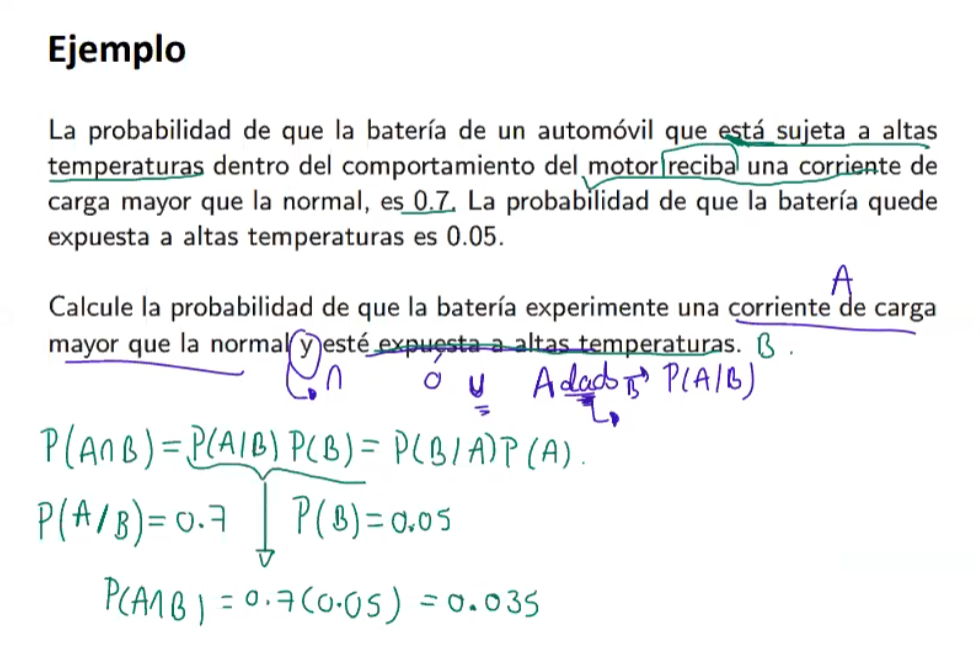 Ejemplo
La probabilidad de que la batería de un automóvil que está sujeta a altas
temperaturas dentro del comportamiento del motor reciba una corriente de
carga mayor que la normal, es 0.7. La probabilidad de que la batería quede
expuesta a altas temperaturas es 0.05.
A
Calcule la probabilidad de que la batería experimente una corriente de carga
mayor que la normal y esté expuesta a altas temperaturas. B.
∩ ó ∪ A dado B → P(A/B)
P(A∩B) = P(A/B) P(B) = P(B/A) P(A).
P(A/B) = 0.7 P(B) = 0.05
P(A∩B) = 0.7(0.05) = 0.035